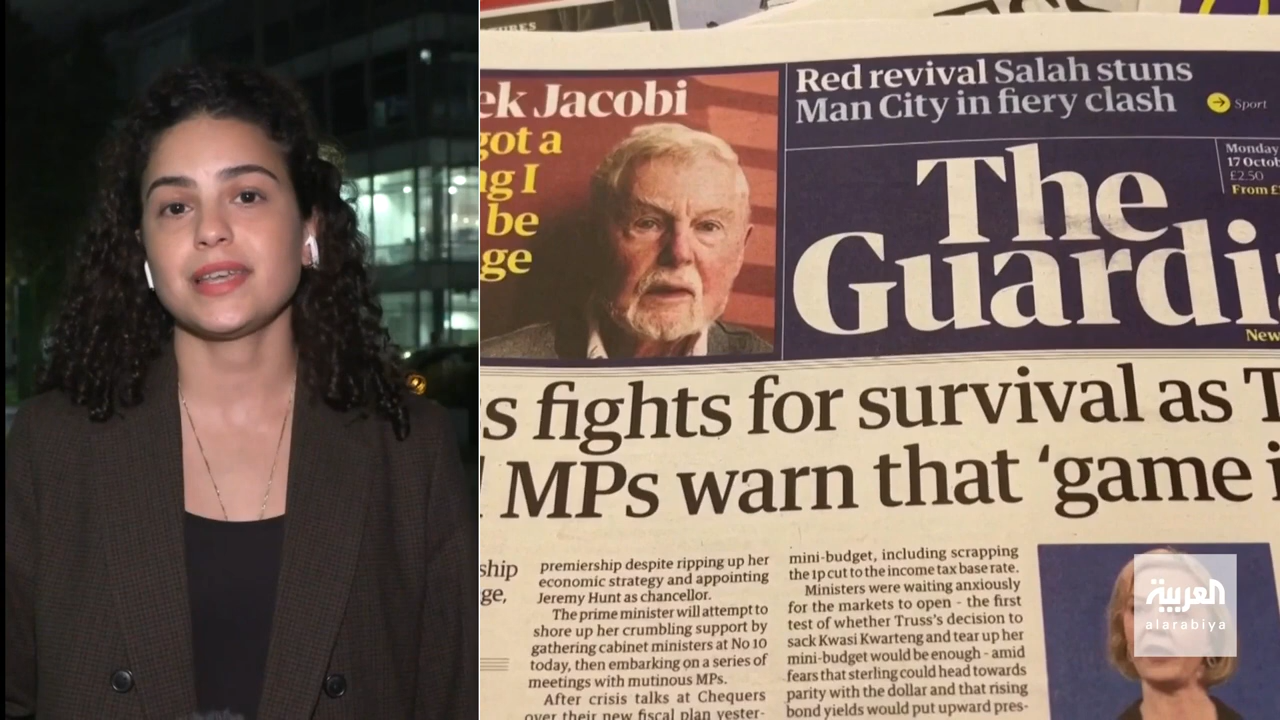 ek Jacobi
got a
ng I
be
ge
Red revival Salah stuns
Man City in fiery clash
Sport
The
Guardi
Monday
17 Octob
£2.50
From £
New
s fights for survival as T
MPs warn that ‘game i
ship
ge,
premiership despite ripping up her
economic strategy and appointing
Jeremy Hunt as chancellor.
The prime minister will attempt to
shore up her crumbling support by
gathering cabinet ministers at No 10
today, then embarking on a series of
meetings with mutinous MPs.
After crisis talks at Chequers
over their new fiscal plan yester-
mini-budget, including scrapping
the 1p cut to the income tax base rate.
Ministers were waiting anxiously
for the markets to open - the first
test of whether Truss's decision to
sack Kwasi Kwarteng and tear up her
mini-budget would be enough - amid
fears that sterling could head towards
parity with the dollar and that rising
bond yields would put upward pres-
العربية
alarabiya